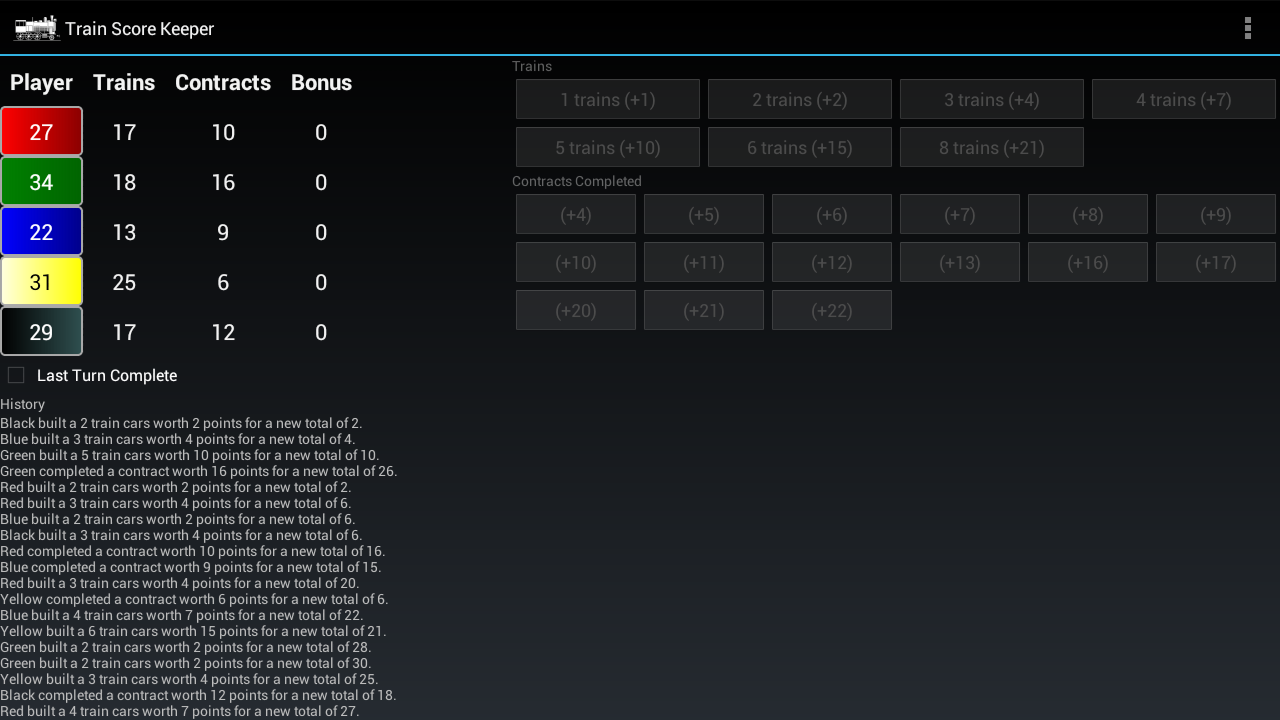 Train Score Keeper
Player Trains Contracts Bonus
27 17 10 0
34 18 16 0
22 13 9 0
31 25 6 0
29 17 12 0
Last Turn Complete
History
Black built a 2 train cars worth 2 points for a new total of 2.
Blue built a 3 train cars worth 4 points for a new total of 4.
Green built a 5 train cars worth 10 points for a new total of 10.
Green completed a contract worth 16 points for a new total of 26.
Red built a 2 train cars worth 2 points for a new total of 2.
Red built a 3 train cars worth 4 points for a new total of 6.
Blue built a 2 train cars worth 2 points for a new total of 6.
Black built a 3 train cars worth 4 points for a new total of 6.
Red completed a contract worth 10 points for a new total of 16.
Blue completed a contract worth 9 points for a new total of 15.
Red built a 3 train cars worth 4 points for a new total of 20.
Yellow completed a contract worth 6 points for a new total of 6.
Blue built a 4 train cars worth 7 points for a new total of 22.
Yellow built a 6 train cars worth 15 points for a new total of 21.
Green built a 2 train cars worth 2 points for a new total of 28.
Green built a 2 train cars worth 2 points for a new total of 30.
Yellow built a 3 train cars worth 4 points for a new total of 25.
Black completed a contract worth 12 points for a new total of 18.
Red built a 4 train cars worth 7 points for a new total of 27.
Trains
1 trains (+1) 2 trains (+2) 3 trains (+4) 4 trains (+7)
5 trains (+10) 6 trains (+15) 8 trains (+21)
Contracts Completed
(+4) (+5) (+6) (+7) (+8) (+9)
(+10) (+11) (+12) (+13) (+16) (+17)
(+20) (+21) (+22)